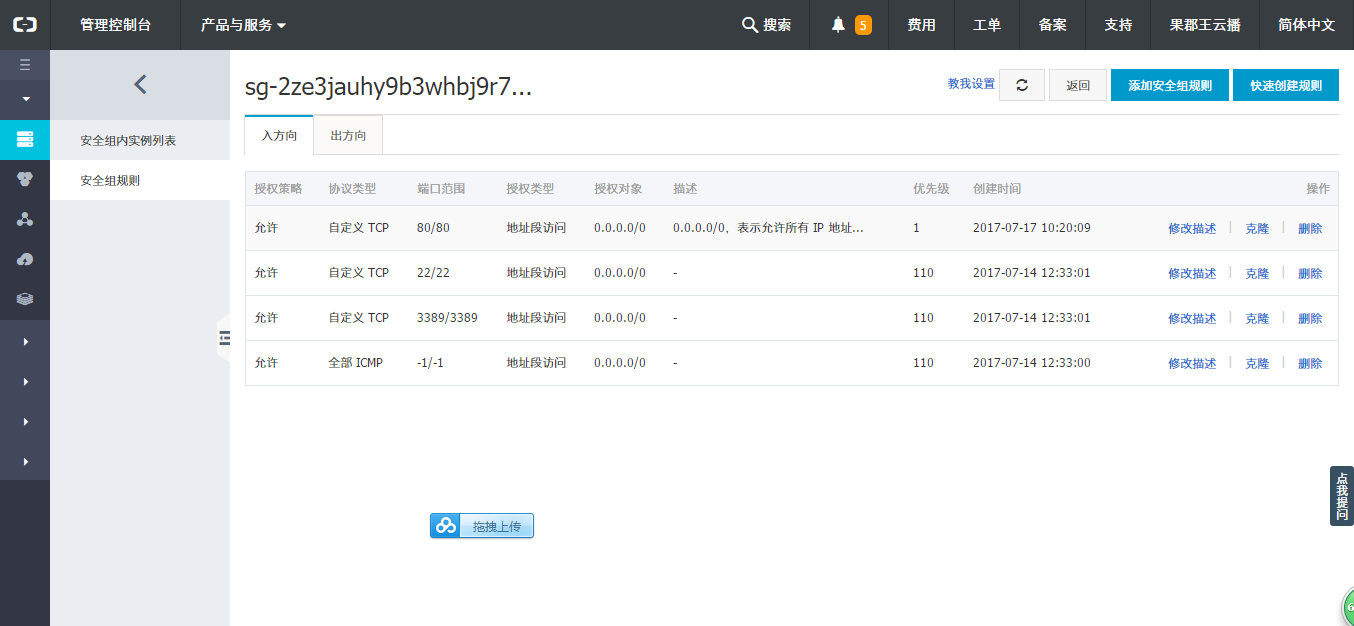 管理控制台 产品与服务 搜索 5 费用 工单 备案 支持 果郡王云播 简体中文
sg-2ze3jauhy9b3whbj9r7... 教我设置 返回 添加安全组规则 快速创建规则
安全组内实例列表
安全组规则
入方向 出方向
授权策略 协议类型 端口范围 授权类型 授权对象 描述 优先级 创建时间 操作
允许 自定义 TCP 80/80 地址段访问 0.0.0.0/0 0.0.0.0/0，表示允许所有 IP 地址... 1 2017-07-17 10:20:09 修改描述 | 克隆 | 删除
允许 自定义 TCP 22/22 地址段访问 0.0.0.0/0 - 110 2017-07-14 12:33:01 修改描述 | 克隆 | 删除
允许 自定义 TCP 3389/3389 地址段访问 0.0.0.0/0 - 110 2017-07-14 12:33:01 修改描述 | 克隆 | 删除
允许 全部 ICMP -1/-1 地址段访问 0.0.0.0/0 - 110 2017-07-14 12:33:00 修改描述 | 克隆 | 删除
点我提问
拖拽上传
6